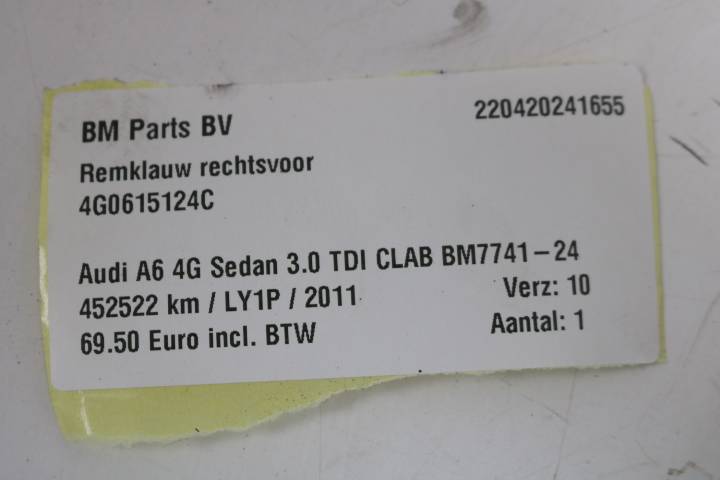 BM Parts BV 220420241655
Remklauw rechtsvoor
4G0615124C
Audi A6 4G Sedan 3.0 TDI CLAB BM7741-24
452522 km / LY1P / 2011 Verz: 10
69.50 Euro incl. BTW Aantal: 1